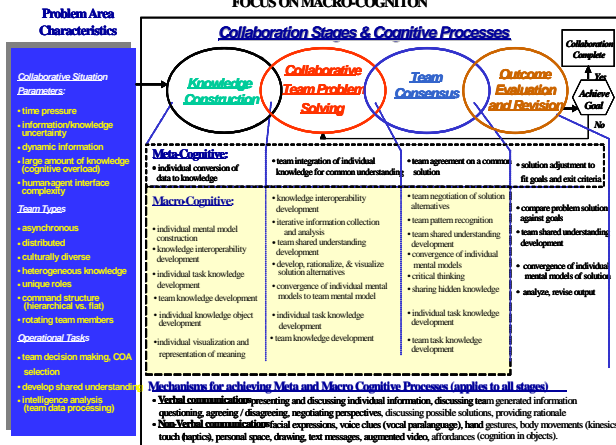 FOCUS ON MACRO-COGNITON
Problem Area
Characteristics
Collaborative Situation
Parameters:
• time pressure
• information/knowledge
uncertainty
• dynamic information
• large amount of knowledge
(cognitive overload)
• human-agent interface
complexity
Team Types
• asynchronous
• distributed
• culturally diverse
• heterogeneous knowledge
• unique roles
• command structure
(hierarchical vs. flat)
• rotating team members
Operational Tasks
• team decision making, COA
selection
• develop shared understanding
• intelligence analysis
(team data processing)
Collaboration Stages & Cognitive Processes
Knowledge
Construction
Collaborative
Team Problem
Solving
Team
Consensus
Outcome
Evaluation
and Revision
Collaboration
Complete
Yes
Achieve
Goal
No
Meta-Cognitive:
• individual conversion of
data to knowledge
• team integration of individual
knowledge for common understanding
• team agreement on a common
solution
• solution adjustment to
fit goals and exit criteria
Macro-Cognitive:
• individual mental model
construction
• knowledge interoperability
development
• individual task knowledge
development
• team knowledge development
• individual knowledge object
development
• individual visualization and
representation of meaning
• knowledge interoperability
development
• iterative information collection
and analysis
• team shared understanding
development
• develop, rationalize, & visualize
solution alternatives
• convergence of individual mental
models to team mental model
• individual task knowledge
development
• team knowledge development
• team negotiation of solution
alternatives
• team pattern recognition
• team shared understanding
development
• convergence of individual
mental models
• critical thinking
• sharing hidden knowledge
• individual task knowledge
development
• team task knowledge
development
• compare problem solution
against goals
• team shared understanding
development
• convergence of individual
mental models of solution
• analyze, revise output
Mechanisms for achieving Meta and Macro Cognitive Processes (applies to all stages)
• Verbal communication: presenting and discussing individual information, discussing team generated information
questioning, agreeing / disagreeing, negotiating perspectives, discussing possible solutions, providing rationale
• Non-Verbal communication: facial expressions, voice clues (vocal paralanguage), hand gestures, body movements (kinesics)
touch (haptics), personal space, drawing, text messages, augmented video, affordances (cognition in objects).